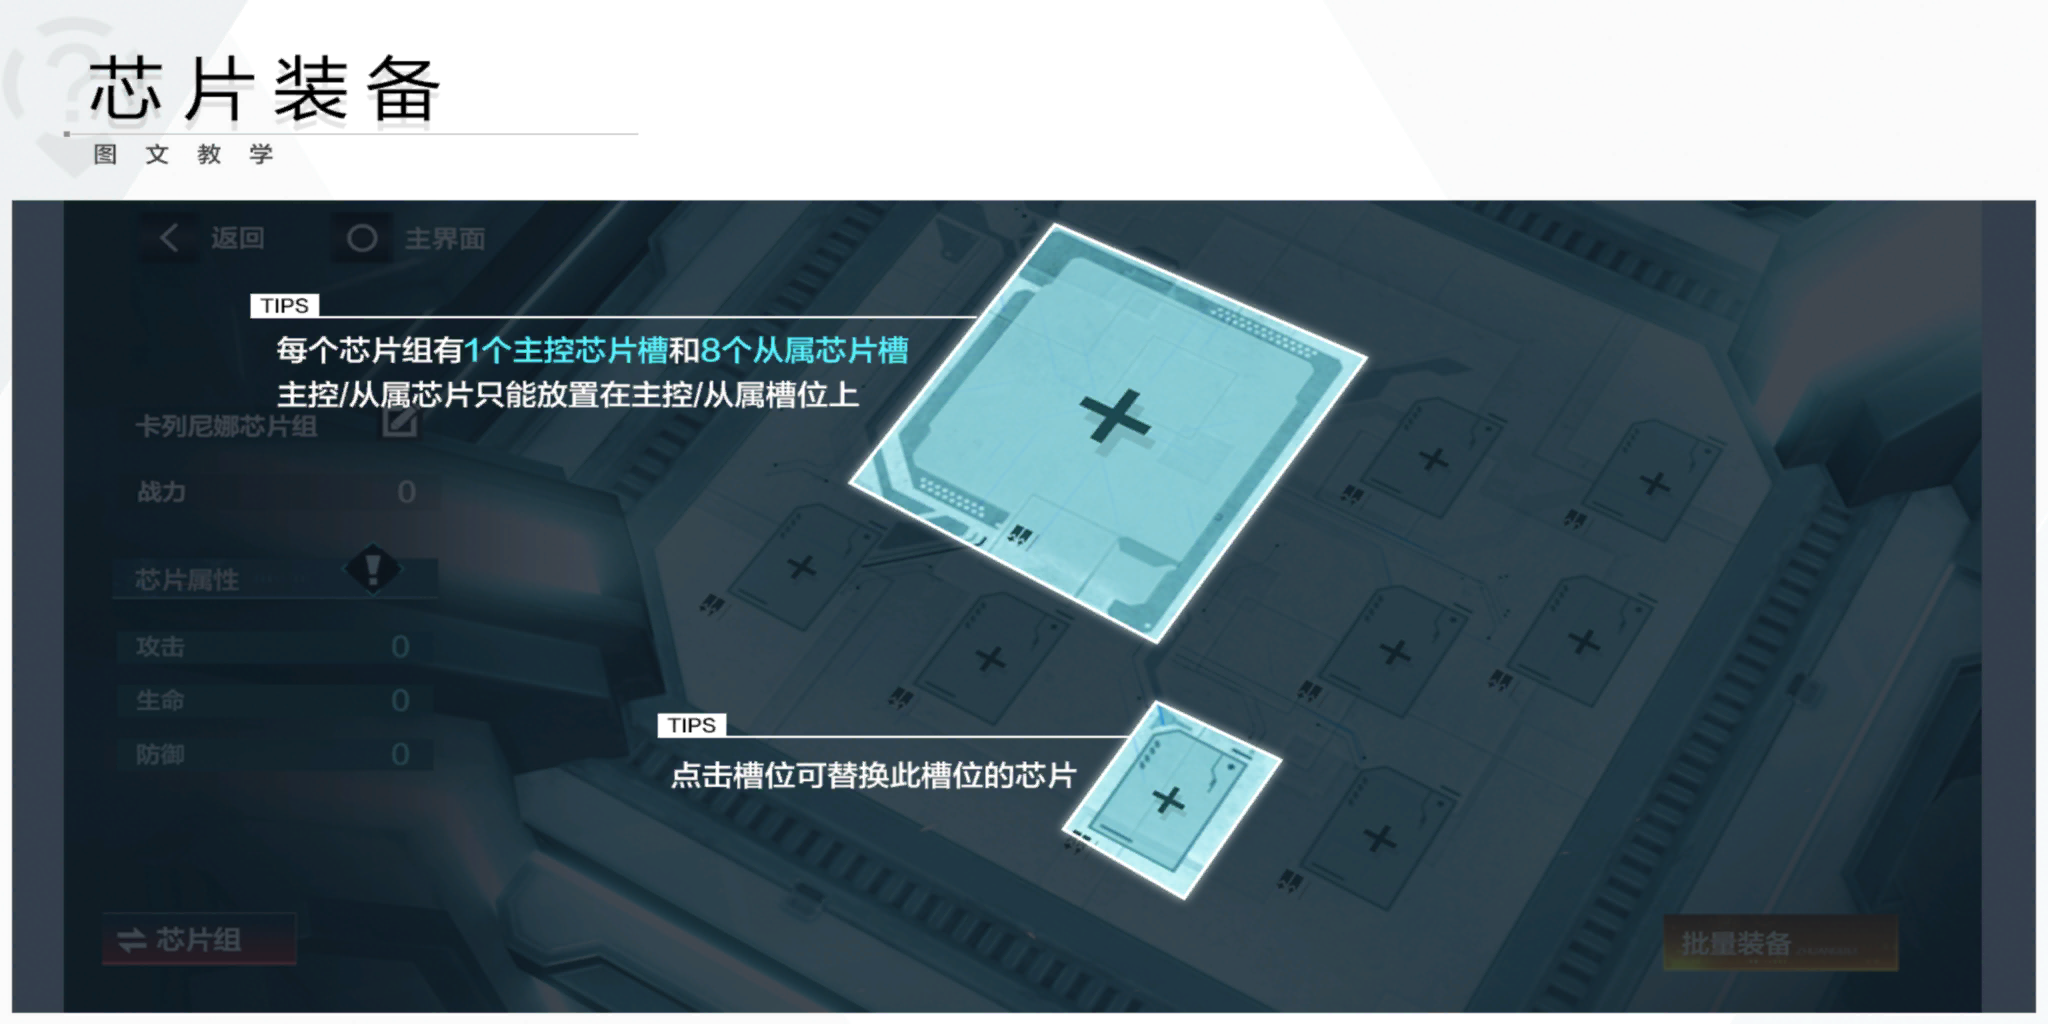 芯片装备
图文教学
返回
主界面
TIPS
每个芯片组有1个主控芯片槽和8个从属芯片槽
主控/从属芯片只能放置在主控/从属槽位上
卡列尼娜芯片组
战力 0
芯片属性
攻击 0
生命 0
防御 0
TIPS
点击槽位可替换此槽位的芯片
芯片组
批量装备